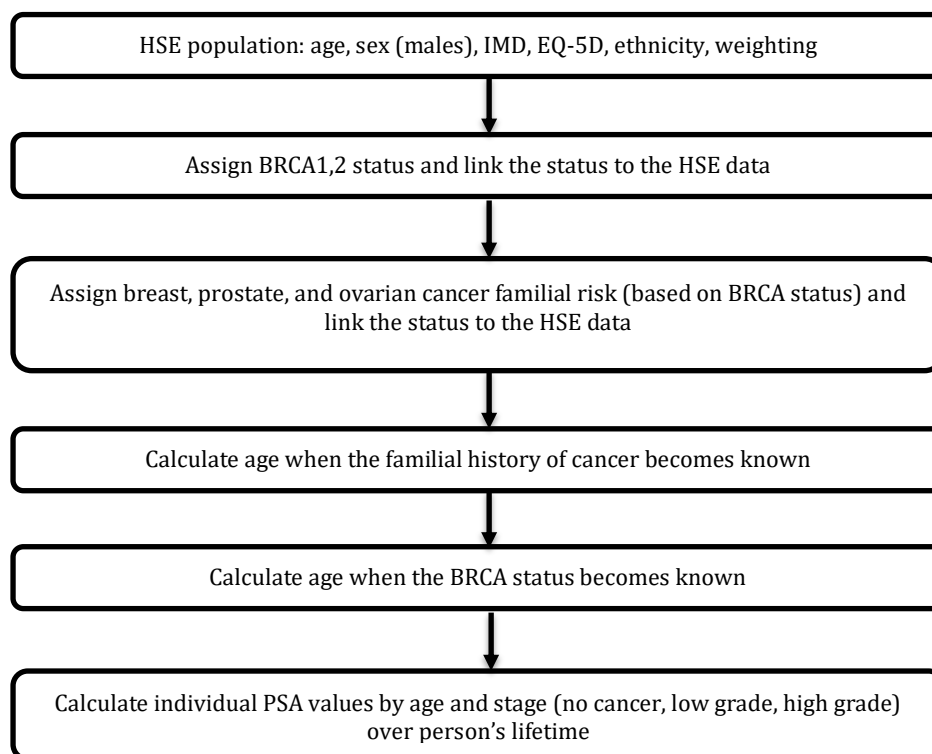 HSE population: age, sex (males), IMD, EQ-5D, ethnicity, weighting
Assign BRCA1,2 status and link the status to the HSE data
Assign breast, prostate, and ovarian cancer familial risk (based on BRCA status) and
link the status to the HSE data
Calculate age when the familial history of cancer becomes known
Calculate age when the BRCA status becomes known
Calculate individual PSA values by age and stage (no cancer, low grade, high grade)
over person’s lifetime